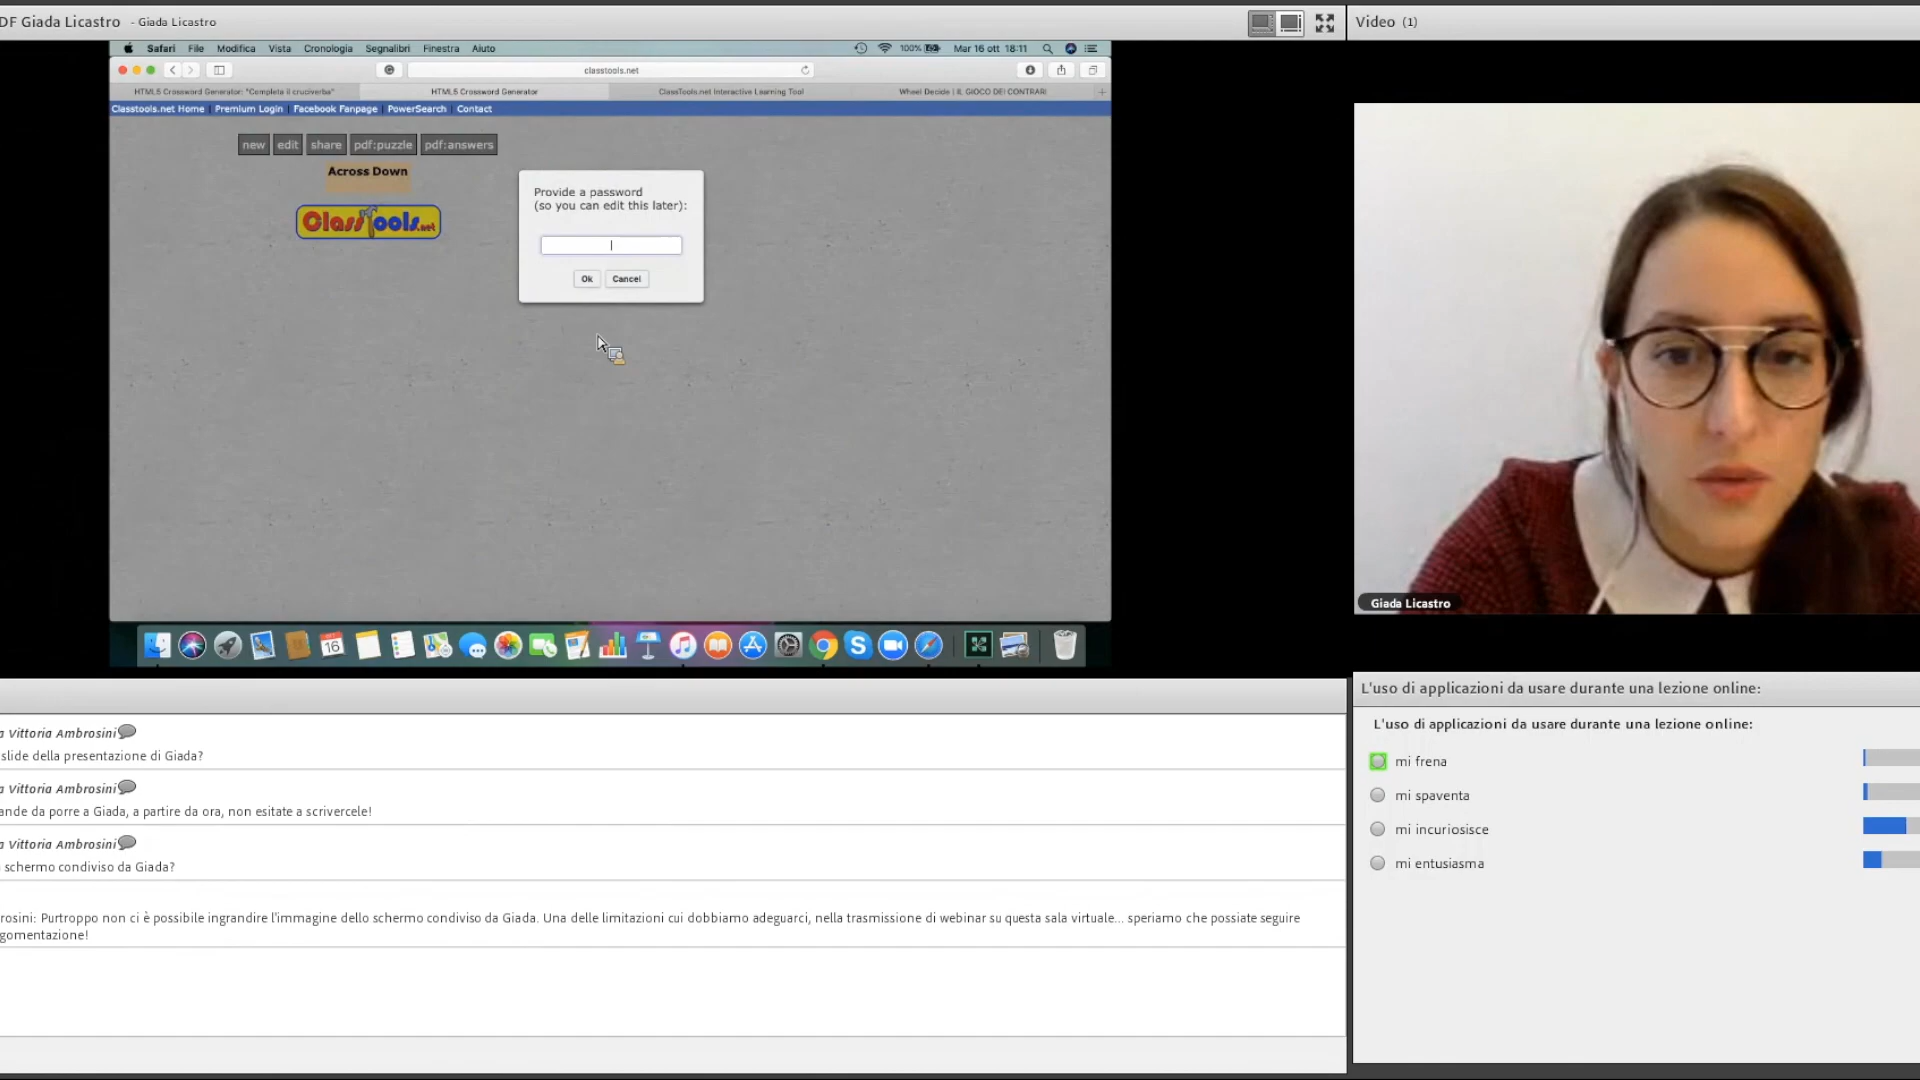 DF Giada Licastro - Giada Licastro
Video (1)
Safari File Modifica Vista Cronologia Segnalibri Finestra Aiuto 100% Mar 16 ott 18:11
classtools.net
HTML5 Crossword Generator: "Completa il cruciverba" HTML5 Crossword Generator ClassTools.net Interactive Learning Tool Wheel Decide | IL GIOCO DEI CONTRARI
Classtools.net Home | Premium Login | Facebook Fanpage | PowerSearch | Contact
new edit share pdf:puzzle pdf:answers
Across Down
ClassTools.net
Provide a password
(so you can edit this later):
Ok Cancel
16
Giada Licastro
a Vittoria Ambrosini
slide della presentazione di Giada?
a Vittoria Ambrosini
ande da porre a Giada, a partire da ora, non esitate a scrivercele!
a Vittoria Ambrosini
schermo condiviso da Giada?
rosini: Purtroppo non ci è possibile ingrandire l'immagine dello schermo condiviso da Giada. Una delle limitazioni cui dobbiamo adeguarci, nella trasmissione di webinar su questa sala virtuale... speriamo che possiate seguire
gomentazione!
L'uso di applicazioni da usare durante una lezione online:
L'uso di applicazioni da usare durante una lezione online:
mi frena
mi spaventa
mi incuriosisce
mi entusiasma